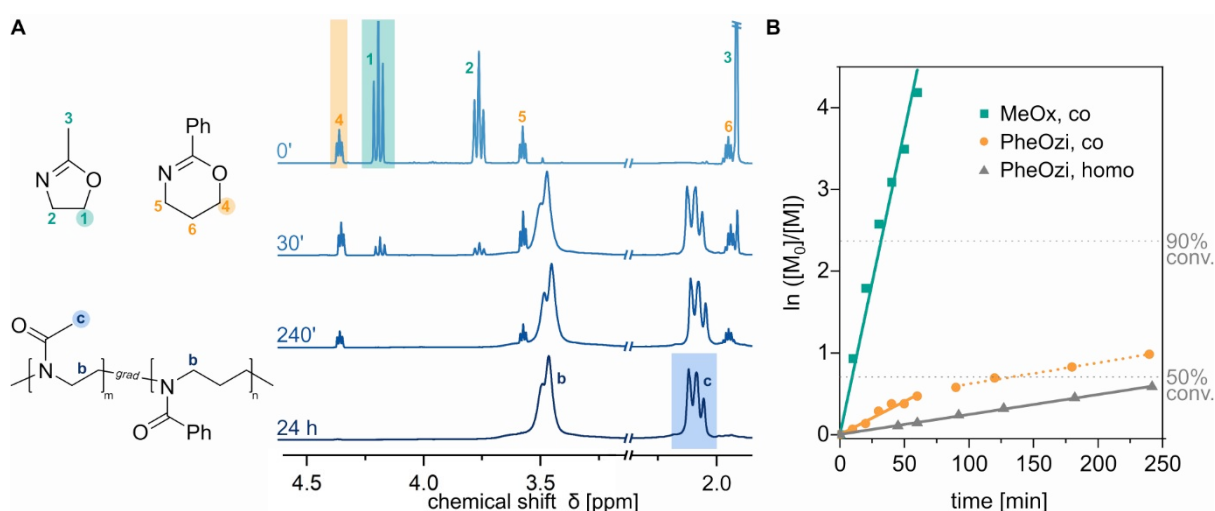 A
3
N
O
2
1
Ph
N
O
5
4
6
O
c
b
N
m
grad
b
N
n
O
Ph
4
1
2
5
3
6
0'
30'
240'
24 h
b
c
4.5
4.0
3.5
2.0
chemical shift δ [ppm]
B
ln ([M0]/[M])
4
3
2
1
0
MeOx, co
PheOzi, co
PheOzi, homo
90%
conv.
50%
conv.
0
50
100
150
200
250
time [min]